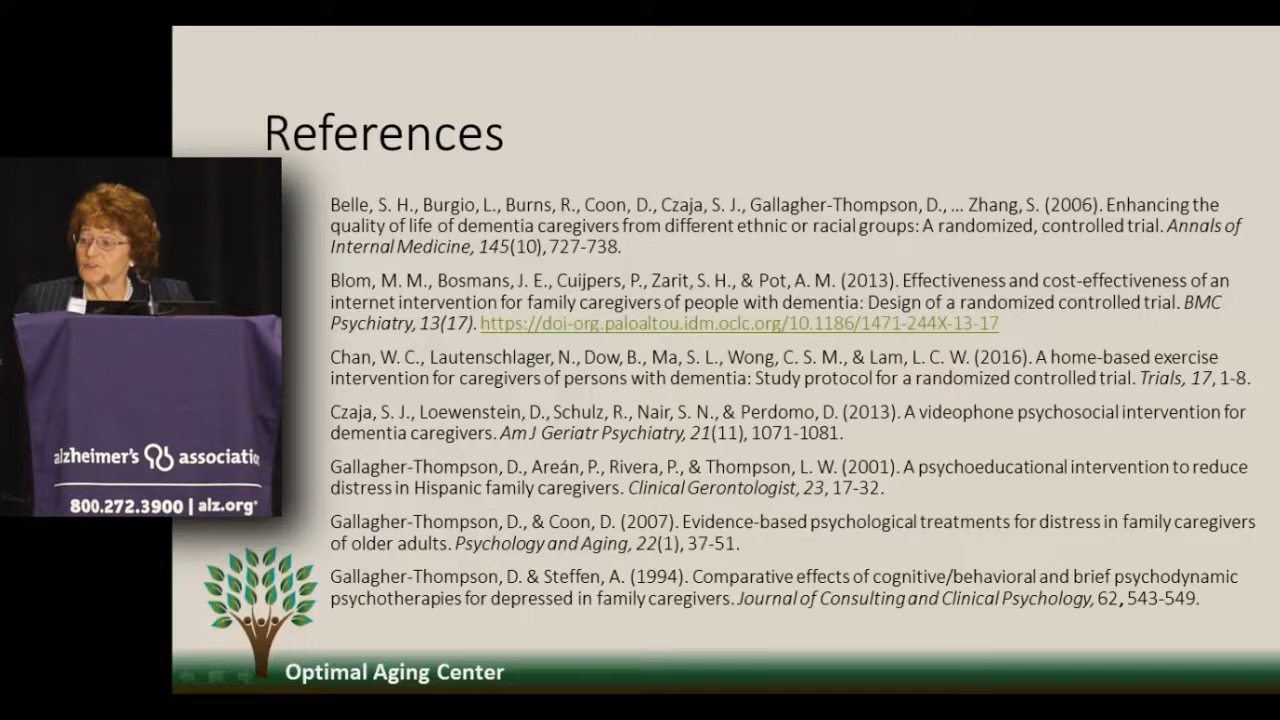 References
Belle, S. H., Burgio, L., Burns, R., Coon, D., Czaja, S. J., Gallagher-Thompson, D., … Zhang, S. (2006). Enhancing the
quality of life of dementia caregivers from different ethnic or racial groups: A randomized, controlled trial. Annals of
Internal Medicine, 145(10), 727-738.
Blom, M. M., Bosmans, J. E., Cuijpers, P., Zarit, S. H., & Pot, A. M. (2013). Effectiveness and cost-effectiveness of an
internet intervention for family caregivers of people with dementia: Design of a randomized controlled trial. BMC
Psychiatry, 13(17). https://doi-org.paloaltou.idm.oclc.org/10.1186/1471-244X-13-17
Chan, W. C., Lautenschlager, N., Dow, B., Ma, S. L., Wong, C. S. M., & Lam, L. C. W. (2016). A home-based exercise
intervention for caregivers of persons with dementia: Study protocol for a randomized controlled trial. Trials, 17, 1-8.
Czaja, S. J., Loewenstein, D., Schulz, R., Nair, S. N., & Perdomo, D. (2013). A videophone psychosocial intervention for
dementia caregivers. Am J Geriatr Psychiatry, 21(11), 1071-1081.
Gallagher-Thompson, D., Areán, P., Rivera, P., & Thompson, L. W. (2001). A psychoeducational intervention to reduce
distress in Hispanic family caregivers. Clinical Gerontologist, 23, 17-32.
Gallagher-Thompson, D., & Coon, D. (2007). Evidence-based psychological treatments for distress in family caregivers
of older adults. Psychology and Aging, 22(1), 37-51.
Gallagher-Thompson, D. & Steffen, A. (1994). Comparative effects of cognitive/behavioral and brief psychodynamic
psychotherapies for depressed in family caregivers. Journal of Consulting and Clinical Psychology, 62, 543-549.
alzheimer's associatio
800.272.3900 | alz.org®
Optimal Aging Center